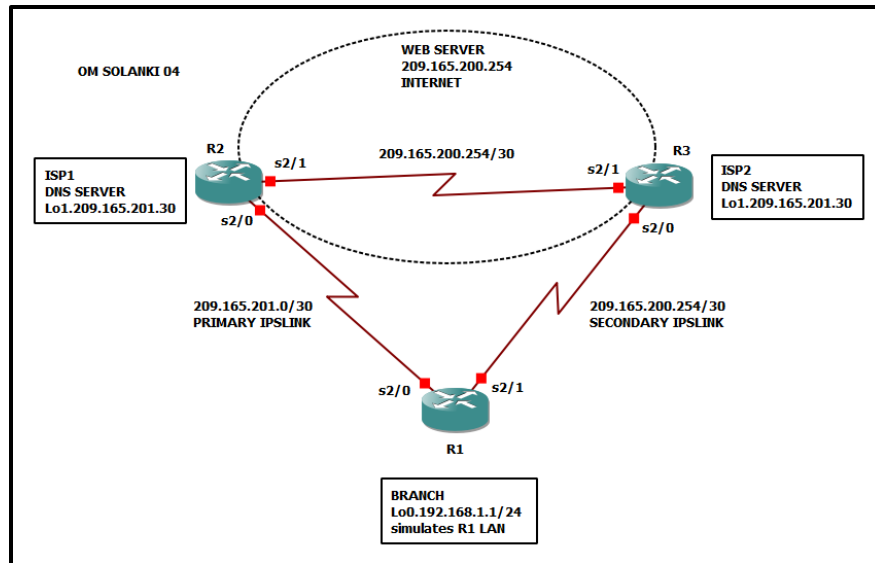 WEB SERVER
209.165.200.254
INTERNET
OM SOLANKI 04
R2
s2/1
209.165.200.254/30
s2/1
R3
ISP1
DNS SERVER
Lo1.209.165.201.30
s2/0
ISP2
DNS SERVER
Lo1.209.165.201.30
s2/0
209.165.201.0/30
PRIMARY IPSLINK
209.165.200.254/30
SECONDARY IPSLINK
s2/0
s2/1
R1
BRANCH
Lo0.192.168.1.1/24
simulates R1 LAN